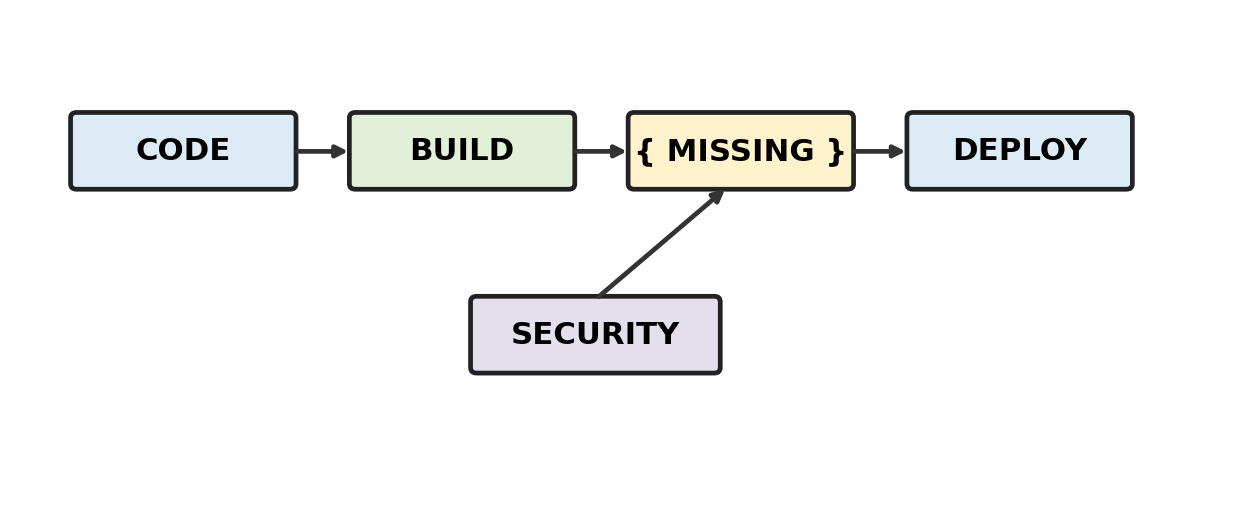 CODE
BUILD
{ MISSING }
DEPLOY
SECURITY